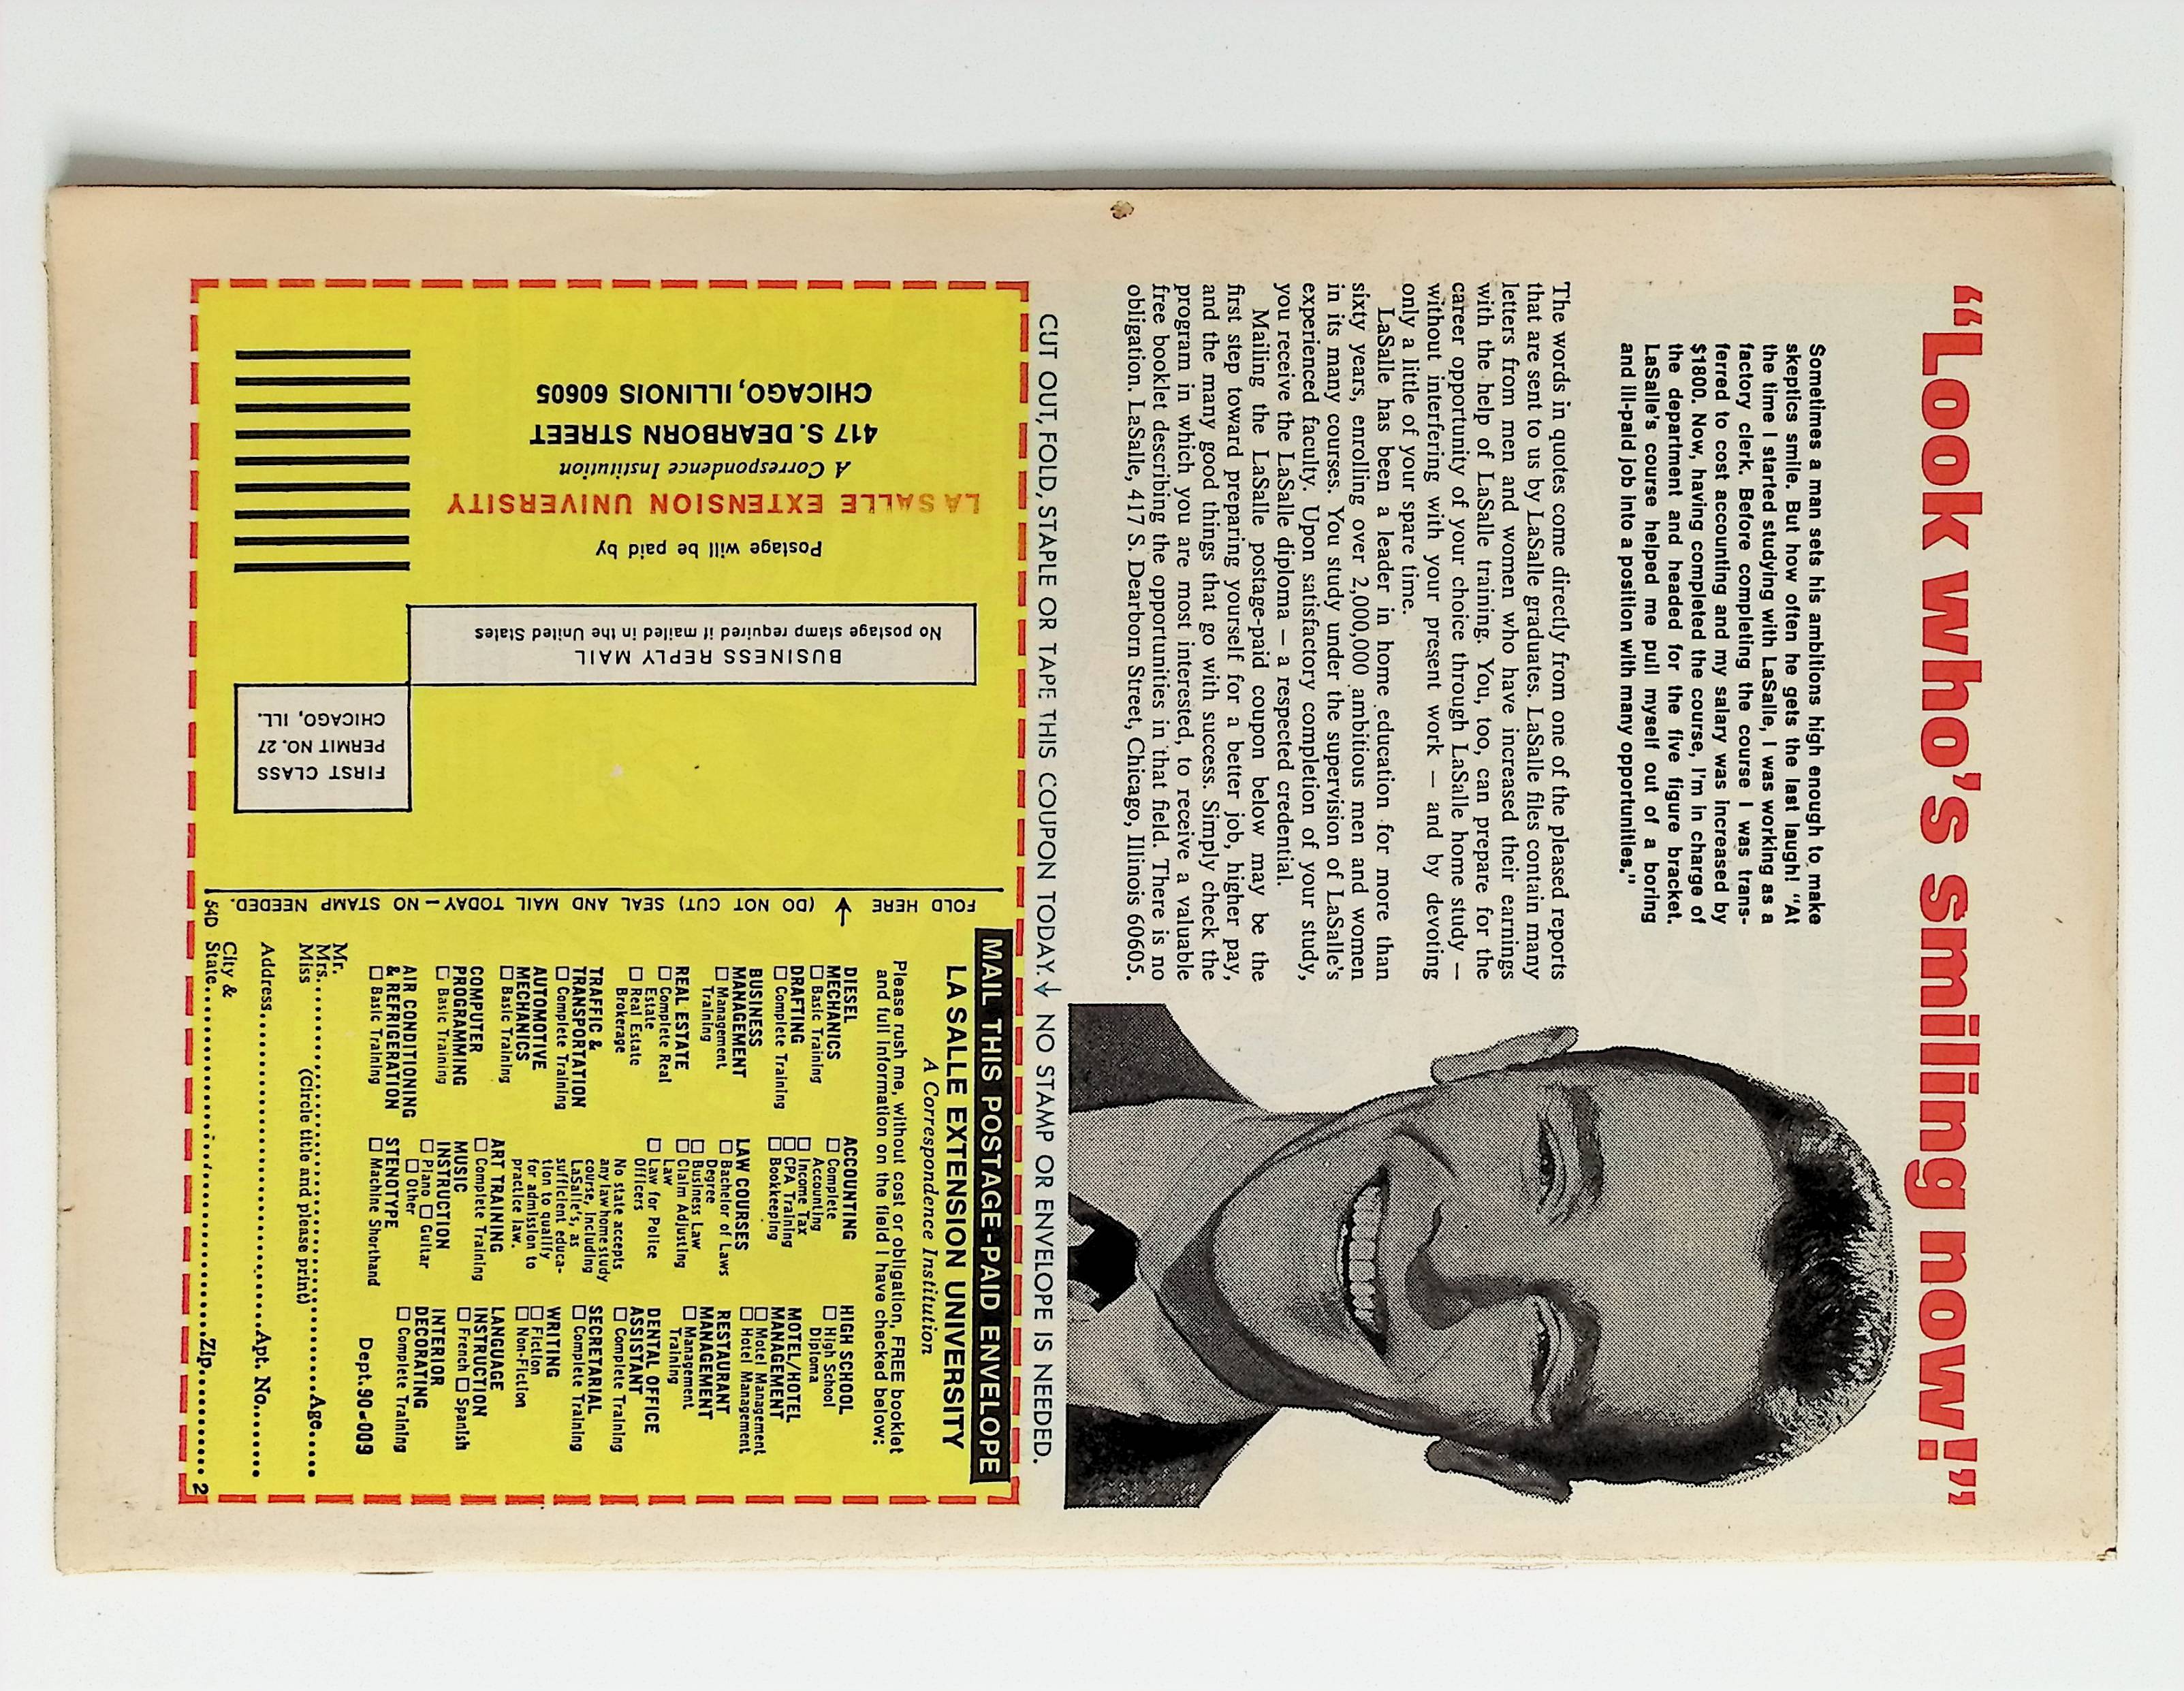 “Look who’s smiling now!”
Sometimes a man sets his ambitions high enough to make
skeptics smile. But how often he gets the last laugh! “At
the time I started studying with LaSalle, I was working as a
factory clerk. Before completing the course I was trans-
ferred to cost accounting and my salary was increased by
$1800. Now, having completed the course, I’m in charge of
the department and headed for the five figure bracket.
LaSalle’s course helped me pull myself out of a boring
and ill-paid job into a position with many opportunities.”
The words in quotes come directly from one of the pleased reports
that are sent to us by LaSalle graduates. LaSalle files contain many
letters from men and women who have increased their earnings
with the help of LaSalle training. You, too, can prepare for the
career opportunity of your choice through LaSalle home study —
without interfering with your present work — and by devoting
only a little of your spare time.
LaSalle has been a leader in home education for more than
sixty years, enrolling over 2,000,000 ambitious men and women
in its many courses. You study under the supervision of LaSalle’s
experienced faculty. Upon satisfactory completion of your study,
you receive the LaSalle diploma — a respected credential.
Mailing the LaSalle postage-paid coupon below may be the
first step toward preparing yourself for a better job, higher pay,
and the many good things that go with success. Simply check the
program in which you are most interested, to receive a valuable
free booklet describing the opportunities in that field. There is no
obligation. LaSalle, 417 S. Dearborn Street, Chicago, Illinois 60605.
CUT OUT, FOLD, STAPLE OR TAPE THIS COUPON TODAY. ↓ NO STAMP OR ENVELOPE IS NEEDED.
FIRST CLASS
PERMIT NO. 27
CHICAGO, ILL.
BUSINESS REPLY MAIL
No postage stamp required if mailed in the United States
Postage will be paid by
LA SALLE EXTENSION UNIVERSITY
A Correspondence Institution
417 S. DEARBORN STREET
CHICAGO, ILLINOIS 60605
FOLD HERE (DO NOT CUT) SEAL AND MAIL TODAY — NO STAMP NEEDED.
54D
MAIL THIS POSTAGE-PAID ENVELOPE
LA SALLE EXTENSION UNIVERSITY
A Correspondence Institution
Please rush me, without cost or obligation, FREE booklet
and full information on the field I have checked below:
DIESEL
MECHANICS
□ Basic Training
DRAFTING
□ Complete Training
BUSINESS
MANAGEMENT
□ Management
Training
REAL ESTATE
□ Complete Real
Estate
□ Real Estate
Brokerage
TRAFFIC &
TRANSPORTATION
□ Complete Training
AUTOMOTIVE
MECHANICS
□ Basic Training
COMPUTER
PROGRAMMING
□ Basic Training
AIR CONDITIONING
& REFRIGERATION
□ Basic Training
ACCOUNTING
□ Complete
Accounting
□ Income Tax
□ CPA Training
□ Bookkeeping
LAW COURSES
□ Bachelor of Laws
Degree
□ Business Law
□ Claim Adjusting
Law
□ Law for Police
Officers
No state accepts
any law home study
course, including
LaSalle’s, as
sufficient educa-
tion to qualify
for admission to
practice law.
ART TRAINING
□ Complete Training
MUSIC
INSTRUCTION
□ Piano □ Guitar
□ Other
STENOTYPE
□ Machine Shorthand
HIGH SCHOOL
□ High School
Diploma
MOTEL/HOTEL
MANAGEMENT
□ Motel Management
□ Hotel Management
RESTAURANT
MANAGEMENT
□ Management
Training
DENTAL OFFICE
ASSISTANT
□ Complete Training
SECRETARIAL
□ Complete Training
WRITING
□ Fiction
□ Non-Fiction
LANGUAGE
INSTRUCTION
□ French □ Spanish
INTERIOR
DECORATING
□ Complete Training
Dept. 90-009
Mr.
Mrs.
Miss Age
(Circle title and please print)
Address Apt. No.
City &
State Zip 2